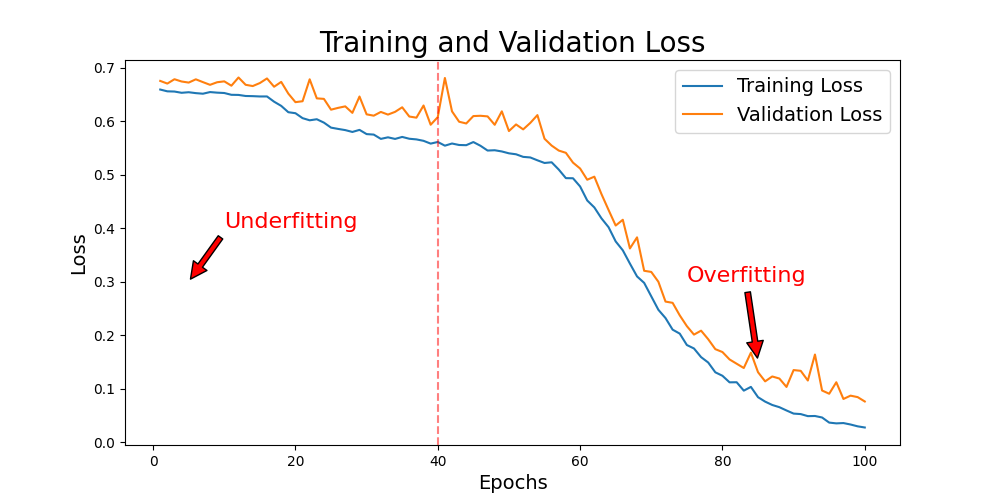 Training and Validation Loss
0.7
0.6
0.5
0.4
0.3
0.2
0.1
0.0
Loss
Training Loss
Validation Loss
Underfitting
Overfitting
0 20 40 60 80 100
Epochs